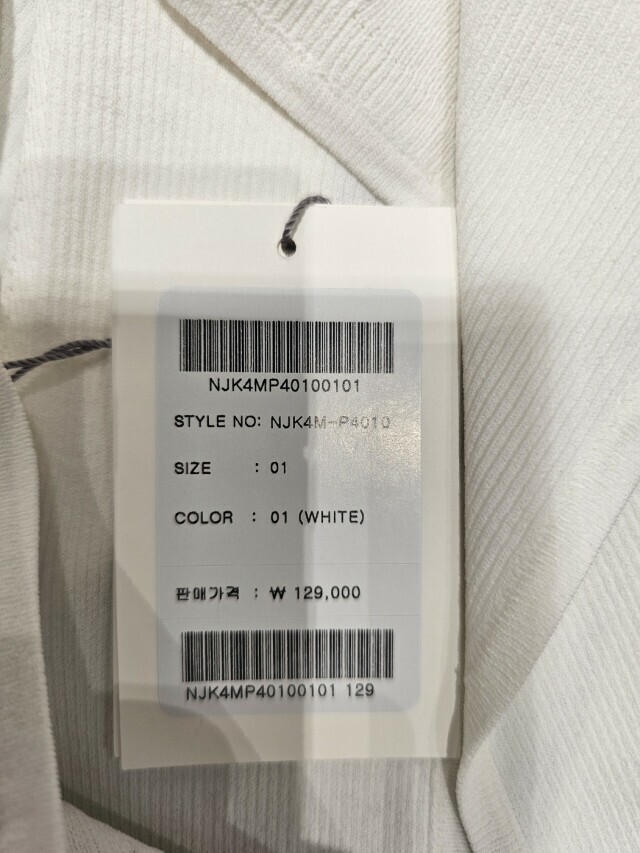 NJK4MP40100101
STYLE NO: NJK4M-P4010
SIZE : 01
COLOR : 01 (WHITE)
판매가격 : ₩ 129,000
NJK4MP40100101 129